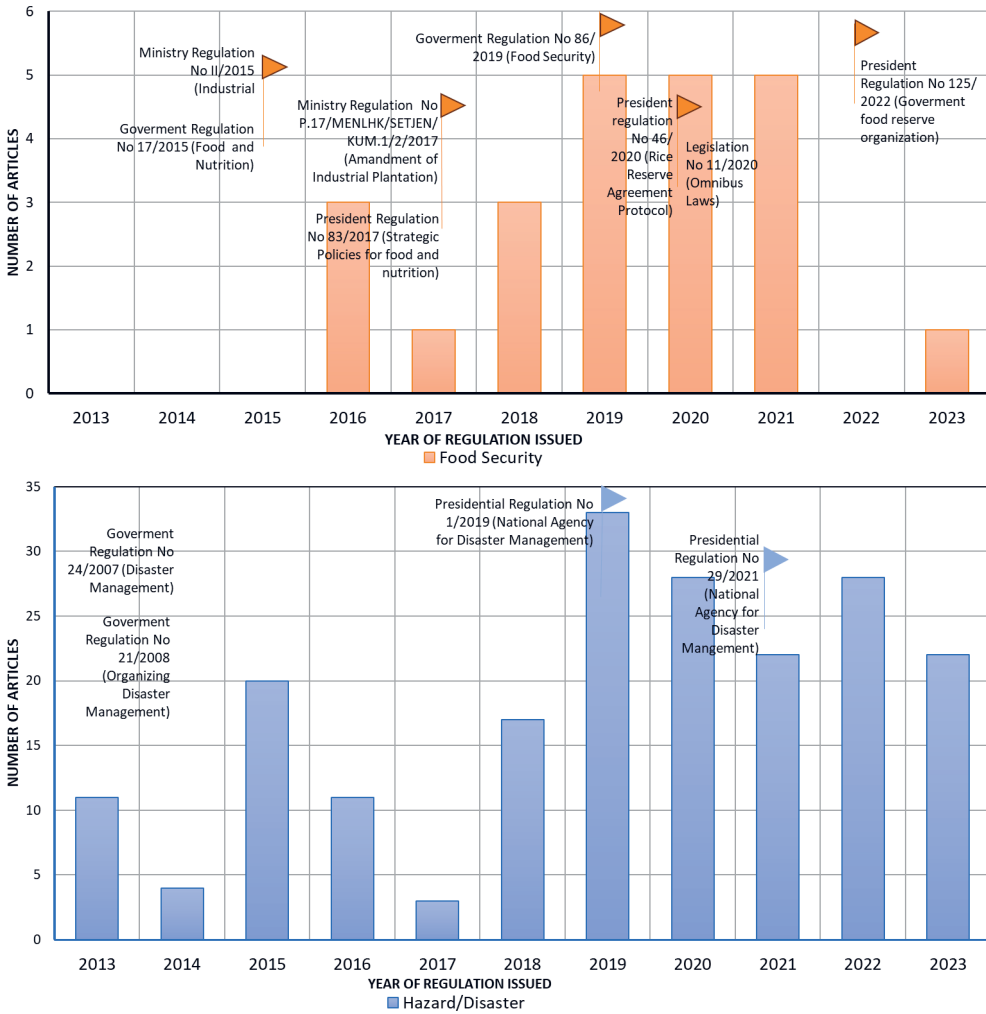 6
5
4
3
2
1
0
NUMBER OF ARTICLES
Ministry Regulation
No II/2015
(Industrial
Goverment Regulation
No 17/2015 (Food and
Nutrition)
Ministry Regulation No
P.17/MENLHK/SETJEN/
KUM.1/2/2017
(Amandment of
Industrial Plantation)
President Regulation
No 83/2017 (Strategic
Policies for food and
nutrition)
Goverment Regulation No 86/
2019 (Food Security)
President
regulation
No 46/
2020 (Rice
Reserve
Agreement
Protocol)
Legislation
No 11/2020
(Omnibus
Laws)
President
Regulation No 125/
2022 (Goverment
food reserve
organization)
2013 2014 2015 2016 2017 2018 2019 2020 2021 2022 2023
YEAR OF REGULATION ISSUED
Food Security
35
30
25
20
15
10
5
0
NUMBER OF ARTICLES
Goverment
Regulation No
24/2007 (Disaster
Management)
Goverment
Regulation No
21/2008
(Organizing
Disaster
Management)
Presidential Regulation No
1/2019 (National Agency
for Disaster Management)
Presidential
Regulation No
29/2021
(National
Agency for
Disaster
Mangement)
2013 2014 2015 2016 2017 2018 2019 2020 2021 2022 2023
YEAR OF REGULATION ISSUED
Hazard/Disaster